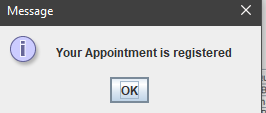 Message
Your Appointment is registered
OK